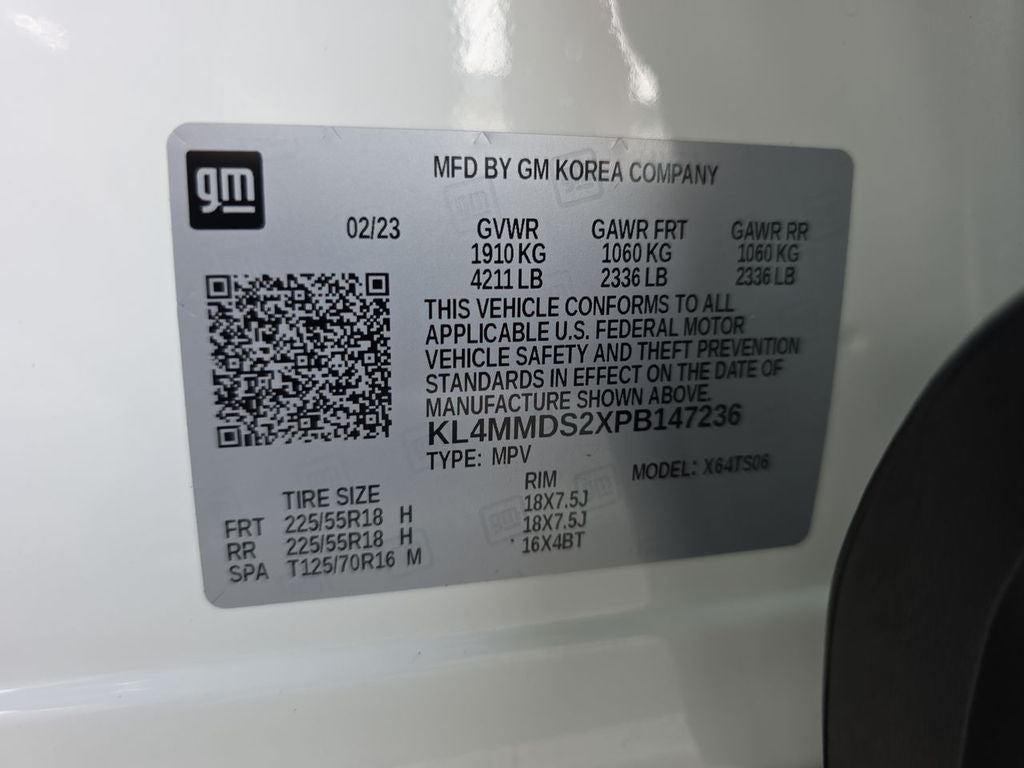 gm
MFD BY GM KOREA COMPANY
02/23 GVWR GAWR FRT GAWR RR
1910 KG 1060 KG 1060 KG
4211 LB 2336 LB 2336 LB
THIS VEHICLE CONFORMS TO ALL
APPLICABLE U.S. FEDERAL MOTOR
VEHICLE SAFETY AND THEFT PREVENTION
STANDARDS IN EFFECT ON THE DATE OF
MANUFACTURE SHOWN ABOVE.
KL4MMDS2XPB147236
TYPE: MPV MODEL: X64TS06
TIRE SIZE RIM
FRT 225/55R18 H 18X7.5J
RR 225/55R18 H 18X7.5J
SPA T125/70R16 M 16X4BT